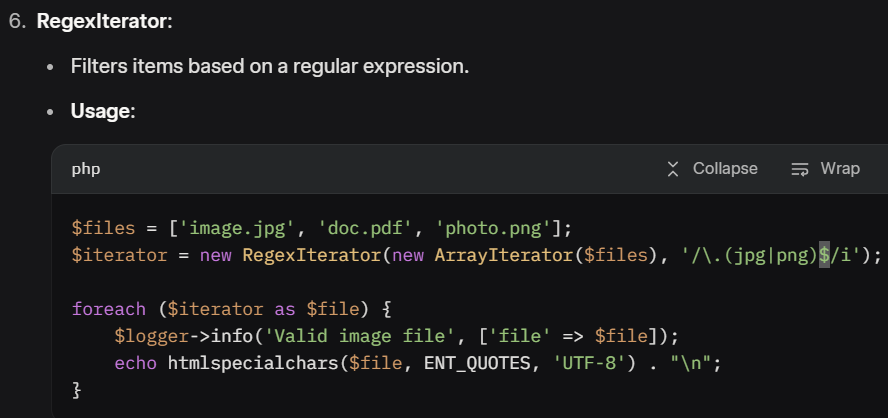 6. RegexIterator:
• Filters items based on a regular expression.
• Usage:
php Collapse Wrap
$files = ['image.jpg', 'doc.pdf', 'photo.png'];
$iterator = new RegexIterator(new ArrayIterator($files), '/\.(jpg|png)$/i');
foreach ($iterator as $file) {
    $logger->info('Valid image file', ['file' => $file]);
    echo htmlspecialchars($file, ENT_QUOTES, 'UTF-8') . "\n";
}